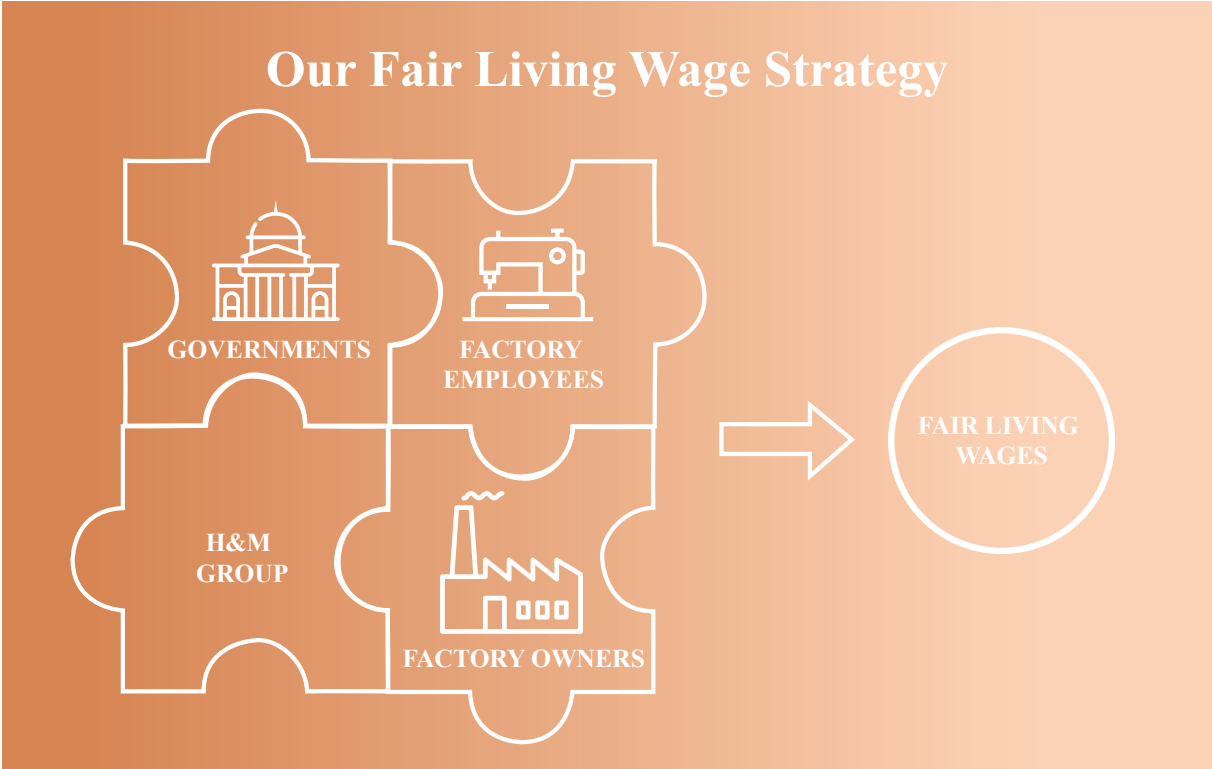 Our Fair Living Wage Strategy
GOVERNMENTS
FACTORY
EMPLOYEES
H&M
GROUP
FACTORY OWNERS
FAIR LIVING
WAGES